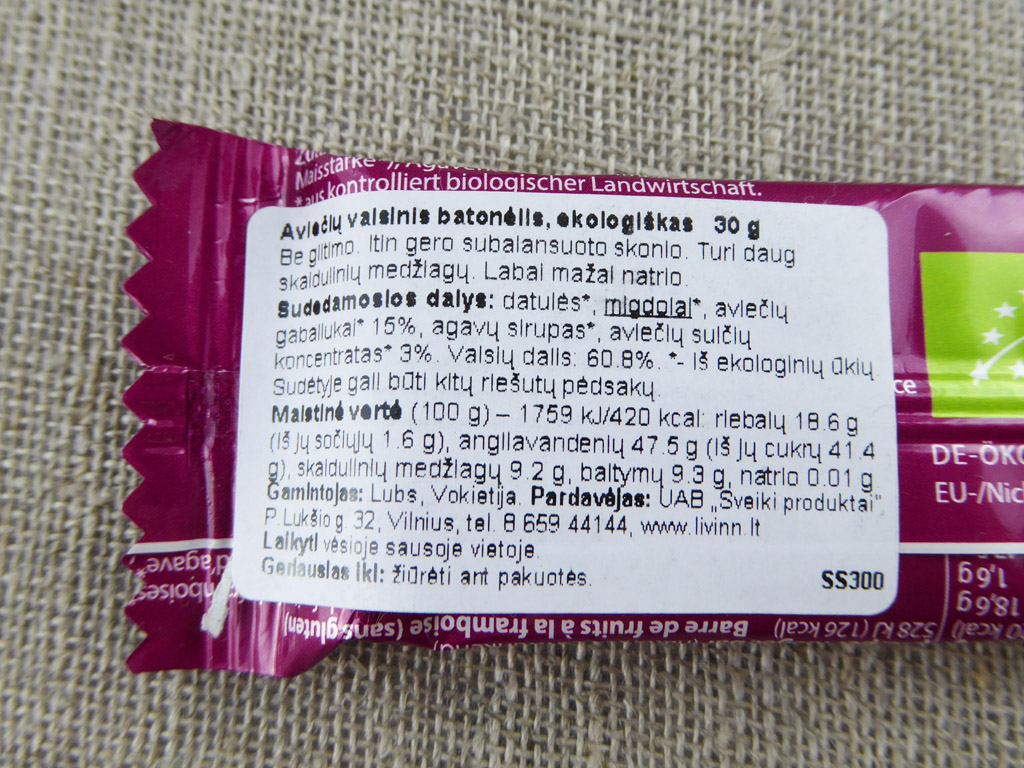 Maisstärke
*aus kontrolliert biologischer Landwirtschaft.
Aviečių vaisinis batonėlis, ekologiškas 30 g
Be glitimo. Itin gero subalansuoto skonio. Turi daug
skaidulinių medžiagų. Labai mažai natrio.
Sudedamosios dalys: datulės*, migdolai*, aviečių
gabaliukai* 15%, agavų sirupas*, aviečių sulčių
koncentratas* 3%. Vaisių dalis: 60.8%. *- iš ekologinių ūkių.
Sudėtyje gali būti kitų riešutų pėdsakų.
Maistinė vertė (100 g) – 1759 kJ/420 kcal: riebalų 18.6 g
(iš jų sočiųjų 1.6 g), angliavandenių 47.5 g (iš jų cukrų 41.4
g), skaidulinių medžiagų 9.2 g, baltymų 9.3 g, natrio 0.01 g.
Gamintojas: Lubs, Vokietija. Pardavėjas: UAB „Sveiki produktai"
P.Lukšio g. 32, Vilnius, tel. 8 659 44144, www.livinn.lt
Laikyti vėsioje sausoje vietoje.
Geriausias iki: žiūrėti ant pakuotės.
SS300
DE-ÖKO
EU-/Nich
1,6g
18,6g
528 kJ (126 kcal)
Barre de fruits à la framboise (sans gluten)
d'agave*,